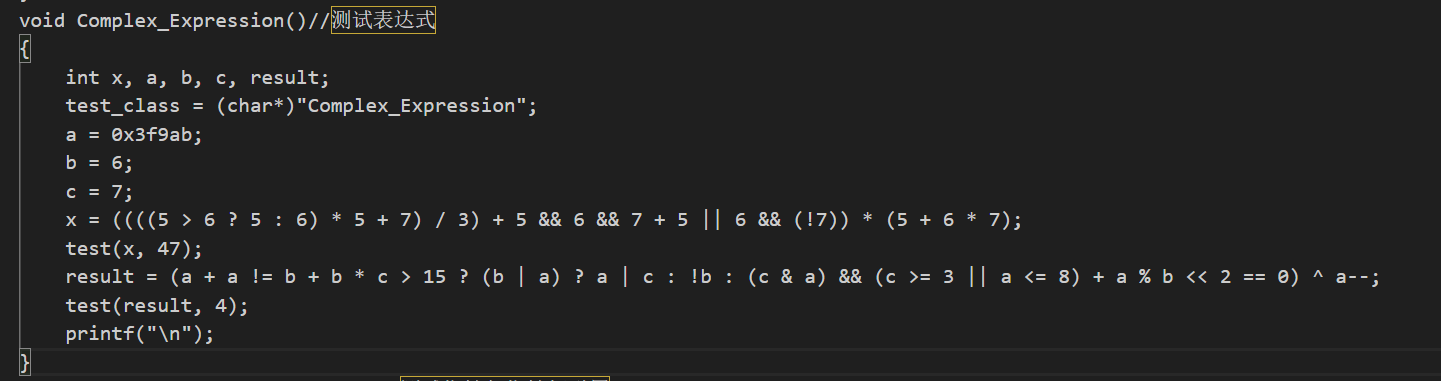 void Complex_Expression()//测试表达式
{
    int x, a, b, c, result;
    test_class = (char*)"Complex_Expression";
    a = 0x3f9ab;
    b = 6;
    c = 7;
    x = ((((5 > 6 ? 5 : 6) * 5 + 7) / 3) + 5 && 6 && 7 + 5 || 6 && (!7)) * (5 + 6 * 7);
    test(x, 47);
    result = (a + a != b + b * c > 15 ? (b | a) ? a | c : !b : (c & a) && (c >= 3 || a <= 8) + a % b << 2 == 0) ^ a--;
    test(result, 4);
    printf("\n");
}